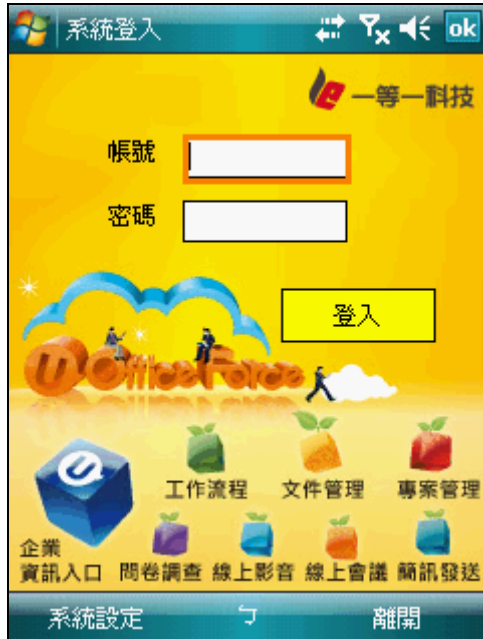 系統登入
ok
一等一科技
帳號
密碼
登入
U Office Force
工作流程
文件管理
專案管理
企業
資訊入口
問卷調查
線上影音
線上會議
簡訊發送
系統設定
ㄅ
離開